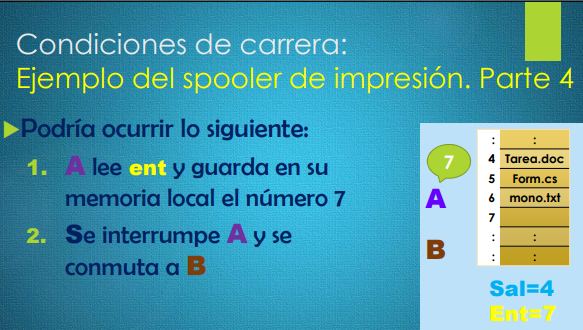 Condiciones de carrera:
Ejemplo del spooler de impresión. Parte 4
Podría ocurrir lo siguiente:
1. A lee ent y guarda en su
memoria local el número 7
2. Se interrumpe A y se
conmuta a B
7
A
B
: :
4 Tarea.doc
5 Form.cs
6 mono.txt
7
: :
: :
Sal=4
Ent=7